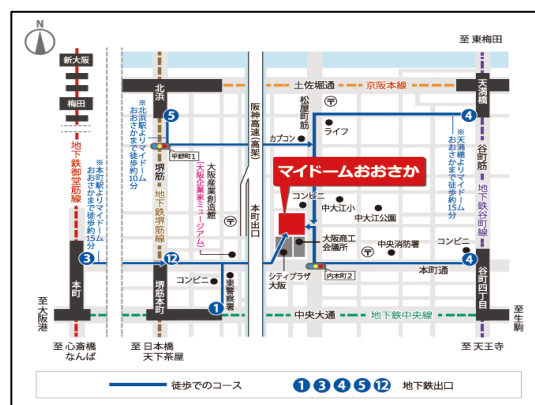 N
至 東梅田
新大阪
梅田
北浜
土佐堀通
京阪本線
天満橋
〒
5
※北浜駅よりマイドーム
おおさかまで徒歩約10分
阪神高速(高架)
松屋町筋
ライフ
カプコン
4
谷町筋
※天満橋よりマイドーム
おおさかまで徒歩約15分
平野町1
地下鉄御堂筋線
※本町駅よりマイドーム
おおさかまで徒歩約15分
堺筋
地下鉄堺筋線
大阪産業創造館
(大阪企業家ミュージアム)
本町出口
マイドームおおさか
コンビニ
中大江小
中大江公園
地下鉄谷町線
〒
大阪商工
会議所
〒
中央消防署
コンビニ
3
12
コンビニ
東警察署
シティプラザ
大阪
内本町2
本町通
4
本町
堺筋本町
1
谷町四丁目
至 大阪港
中央大通
地下鉄中央線
至 生駒
至 心斎橋
なんば
至 日本橋
天下茶屋
至 天王寺
徒歩でのコース
1 3 4 5 12 地下鉄出口